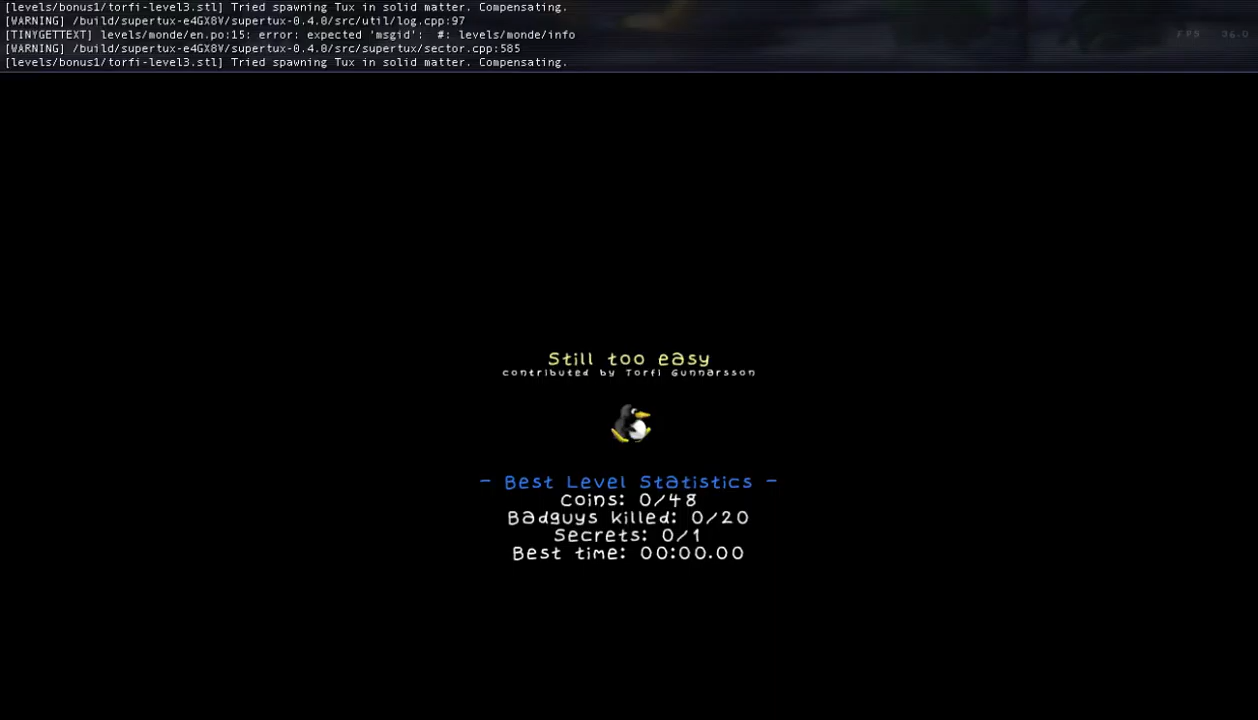 [levels/bonus1/torfi-level3.stl] Tried spawning Tux in solid matter. Compensating.
[WARNING] /build/supertux-e4GX8V/supertux-0.4.0/src/util/log.cpp:97
[TINYGETTEXT] levels/monde/en.po:15: error: expected 'msgid':  #: levels/monde/info
[WARNING] /build/supertux-e4GX8V/supertux-0.4.0/src/supertux/sector.cpp:585
[levels/bonus1/torfi-level3.stl] Tried spawning Tux in solid matter. Compensating.
FPS 36.0
Still too easy
contributed by Torfi Gunnarsson
- Best Level Statistics -
Coins: 0/48
Badguys killed: 0/20
Secrets: 0/1
Best time: 00:00.00